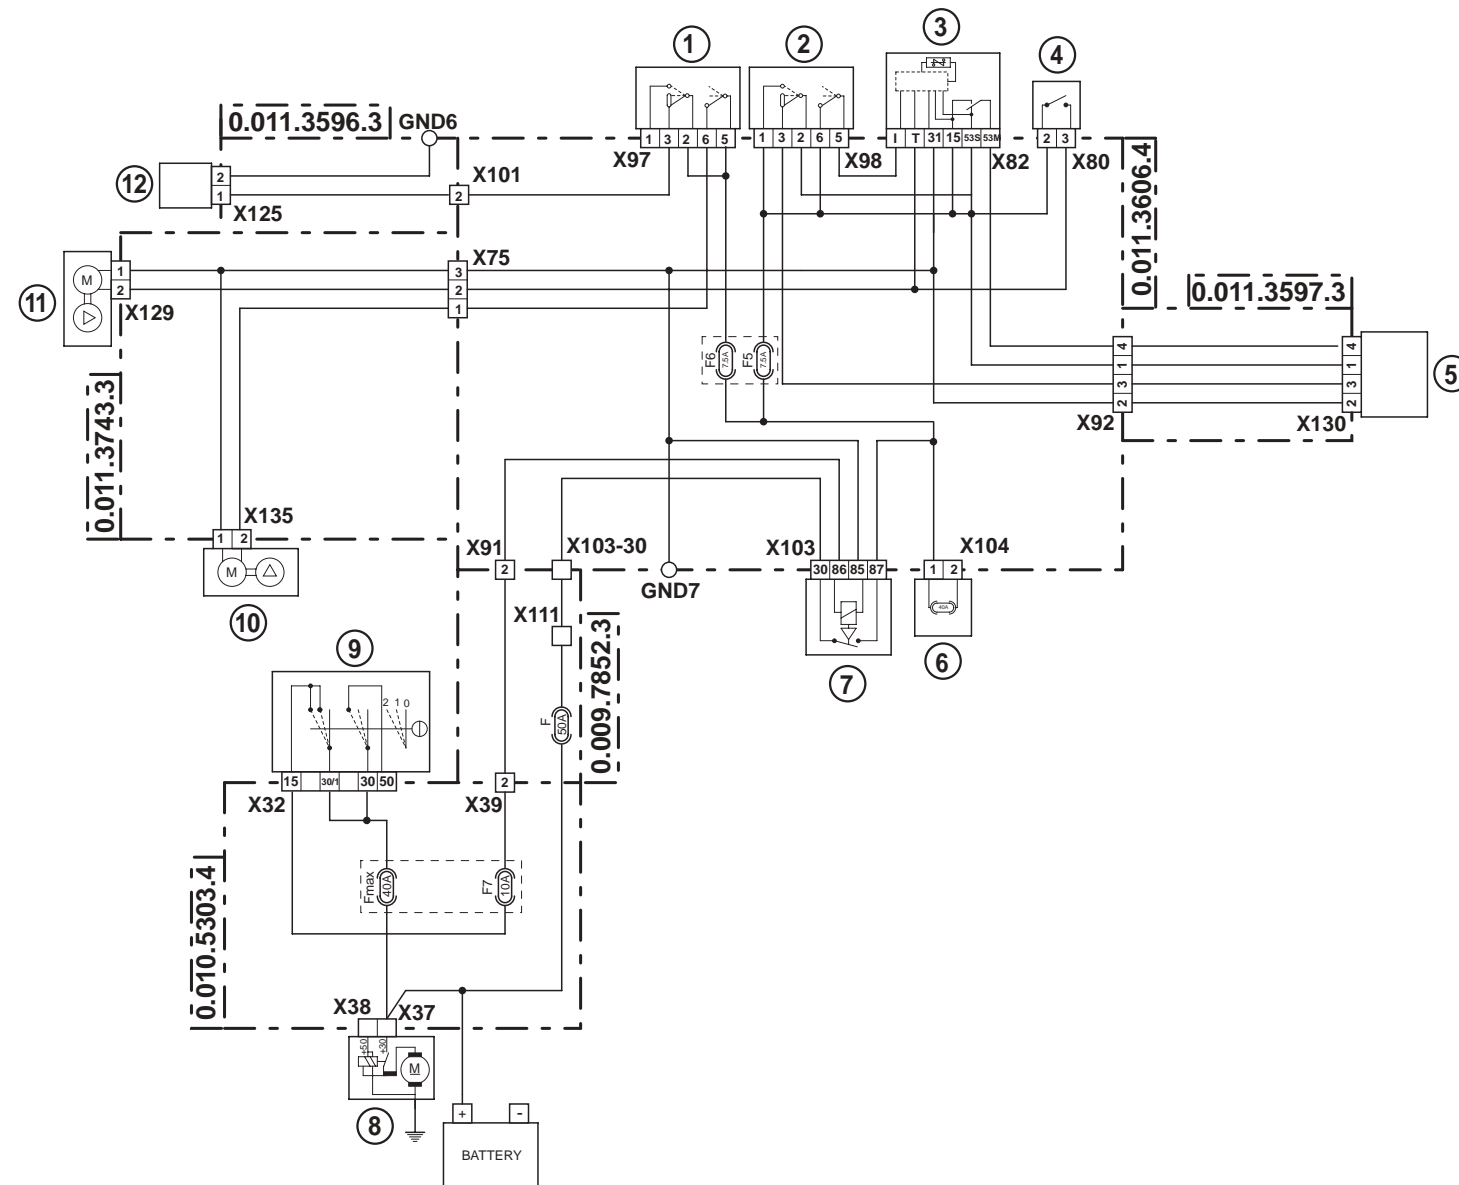 1
2
3
4
0.011.3596.3
GND6
1 3 2 6 5
1 3 2 6 5
I T 31 15 53S 53M
2 3
X97
X98
X82
X80
12
2
1
X125
X101
2
0.011.3606.4
X75
11
M
1
2
X129
3
2
1
0.011.3597.3
F6
7.5A
F5
7.5A
4
1
3
2
X92
4
1
3
2
X130
5
0.011.3743.3
X135
1 2
M
10
X91
2
X103-30
GND7
X103
30 86 85 87
7
X104
1 2
40A
6
X111
0.009.7852.3
F
50A
9
2 1 0
15 30/1 30 50
X32
X39
2
0.010.5303.4
Fmax
40A
F7
10A
X38
X37
+50
+30
M
8
+
-
BATTERY